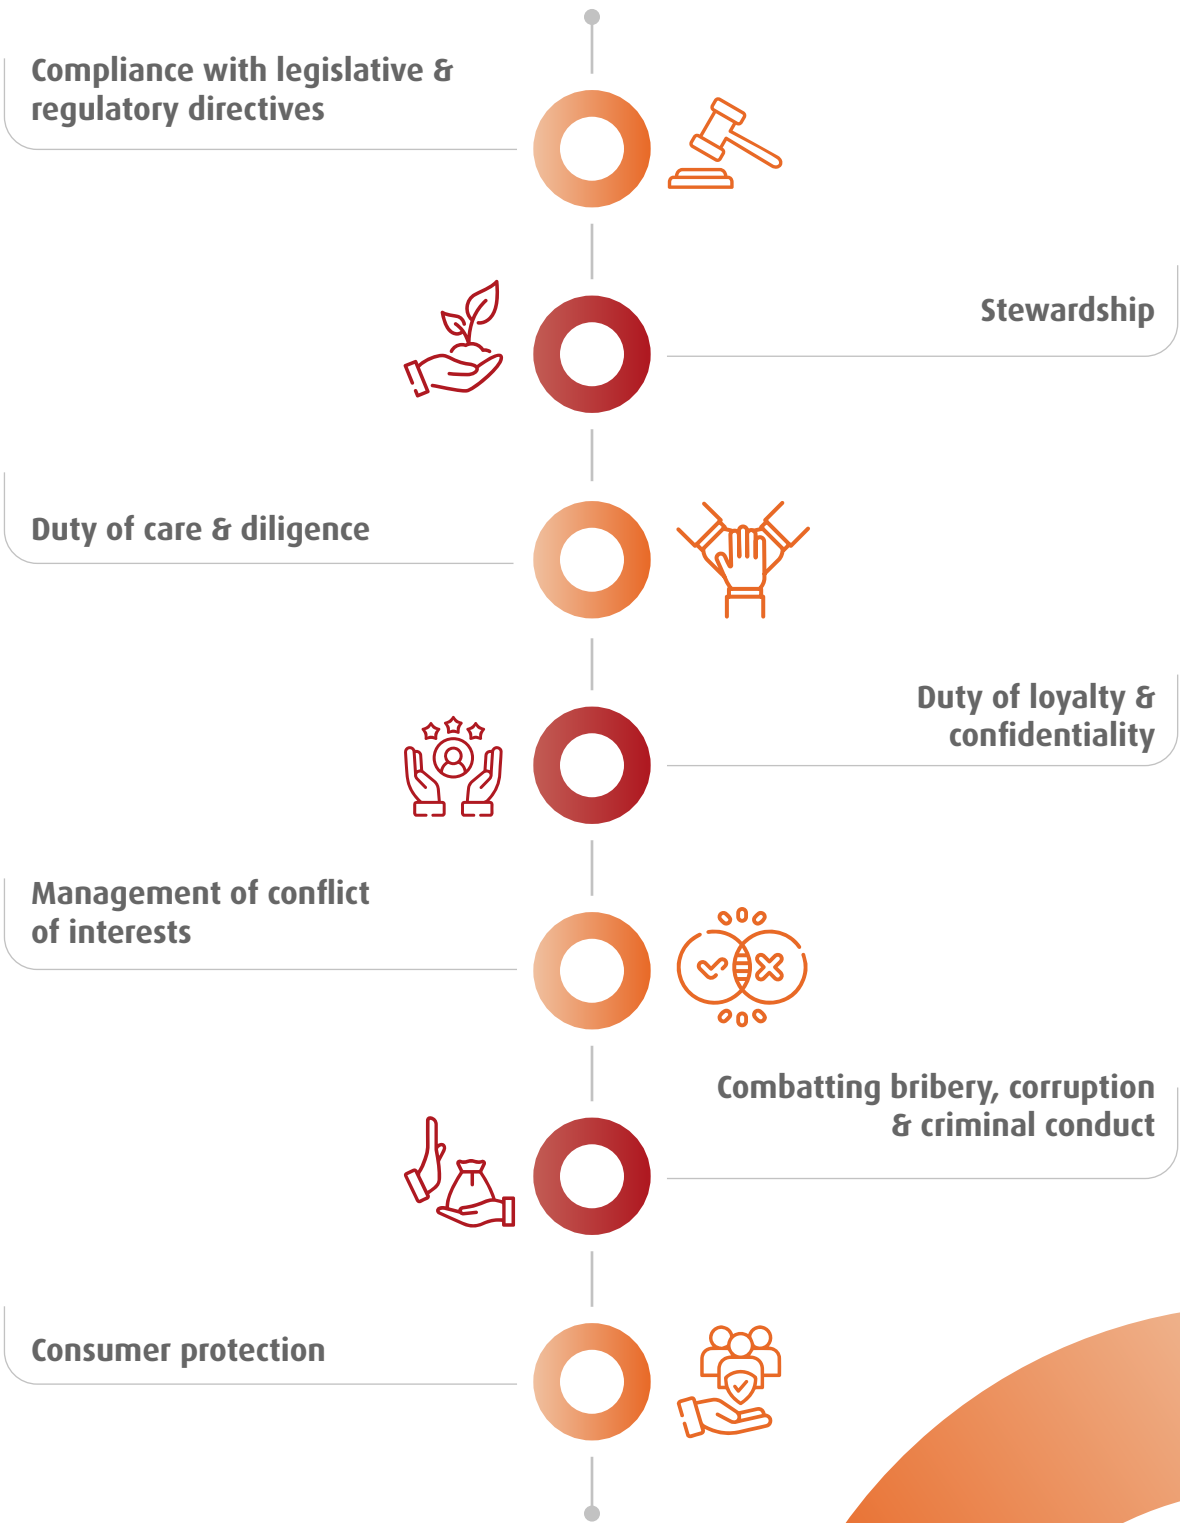 Compliance with legislative &
regulatory directives
Stewardship
Duty of care & diligence
Duty of loyalty &
confidentiality
Management of conflict
of interests
Combatting bribery, corruption
& criminal conduct
Consumer protection